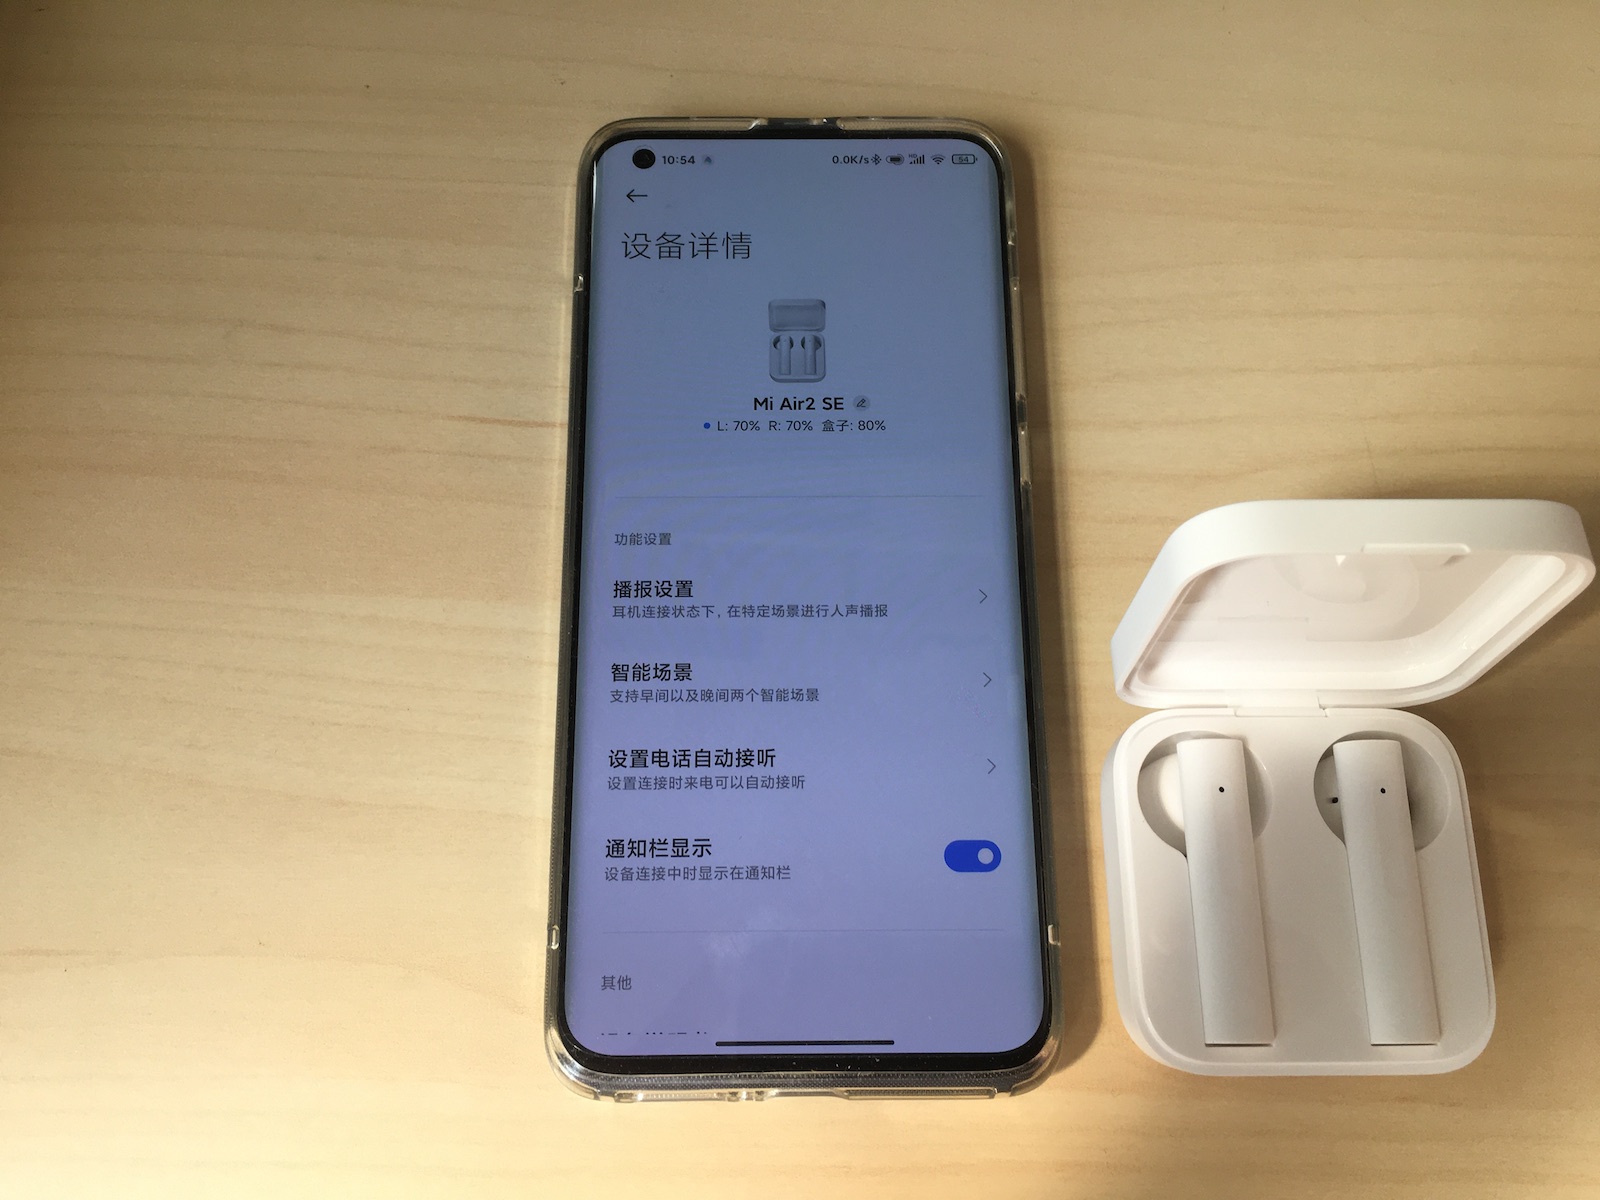 10:54 0.0K/s 54
设备详情
Mi Air2 SE
L: 70% R: 70% 盒子: 80%
功能设置
播报设置
耳机连接状态下，在特定场景进行人声播报
智能场景
支持早间以及晚间两个智能场景
设置电话自动接听
设置连接时来电可以自动接听
通知栏显示
设备连接中时显示在通知栏
其他